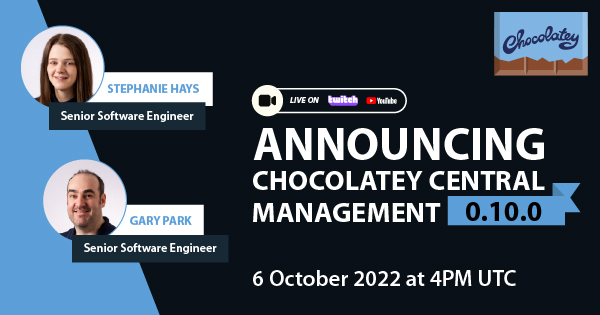 Chocolatey
STEPHANIE HAYS
Senior Software Engineer
LIVE ON twitch YouTube
ANNOUNCING
CHOCOLATEY CENTRAL
MANAGEMENT 0.10.0
GARY PARK
Senior Software Engineer
6 October 2022 at 4PM UTC